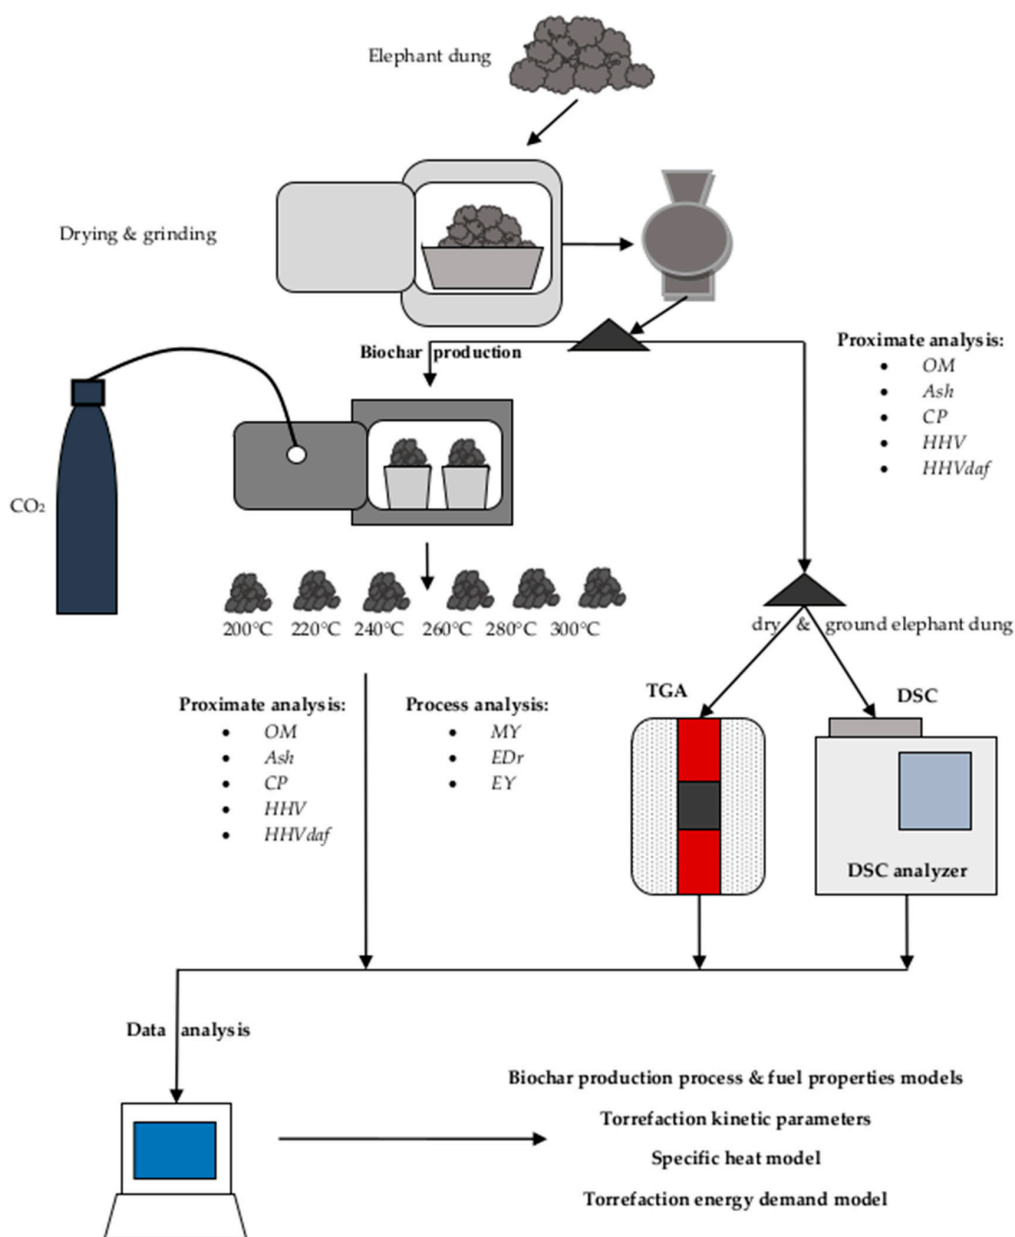 Elephant dung
Drying & grinding
Biochar production
Proximate analysis:
• OM
• Ash
• CP
• HHV
• HHVdaf
CO₂
200°C 220°C 240°C 260°C 280°C 300°C
dry & ground elephant dung
TGA
DSC
Proximate analysis:
• OM
• Ash
• CP
• HHV
• HHVdaf
Process analysis:
• MY
• EDr
• EY
DSC analyzer
Data analysis
Biochar production process & fuel properties models
Torrefaction kinetic parameters
Specific heat model
Torrefaction energy demand model